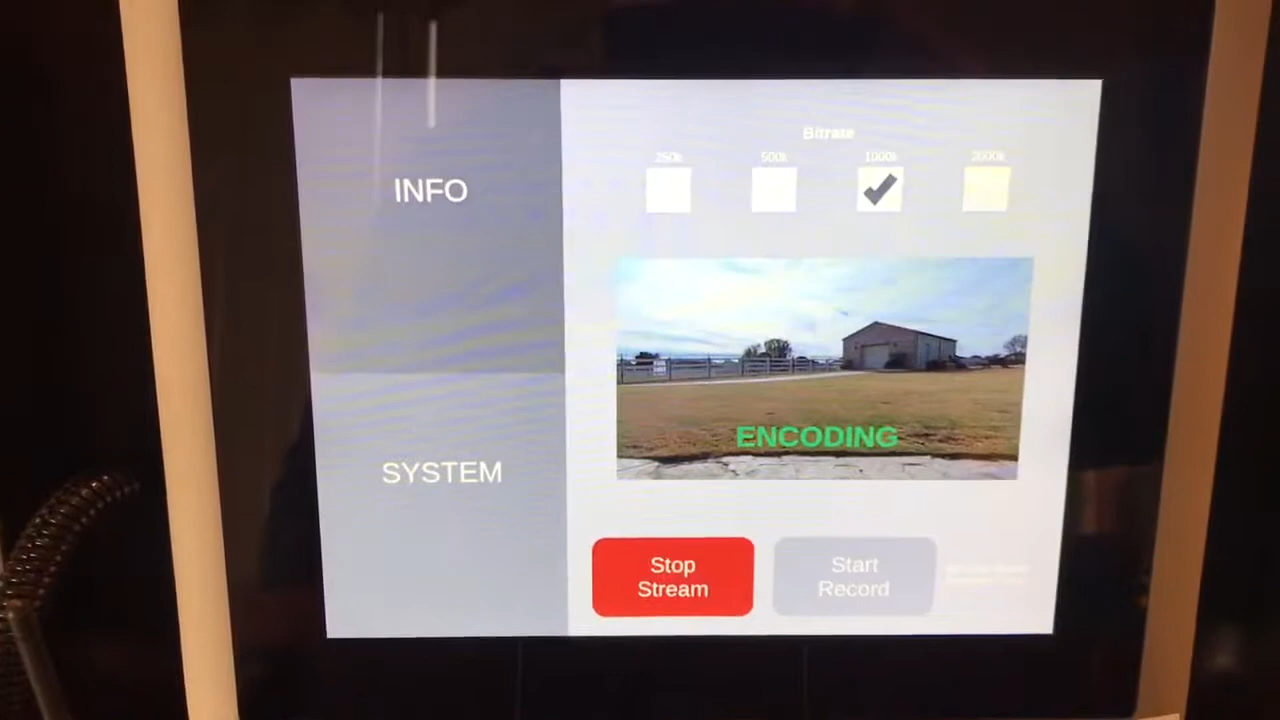 INFO
SYSTEM
Bitrate
250k 500k 1000k 2000k
ENCODING
Stop
Stream
Start
Record